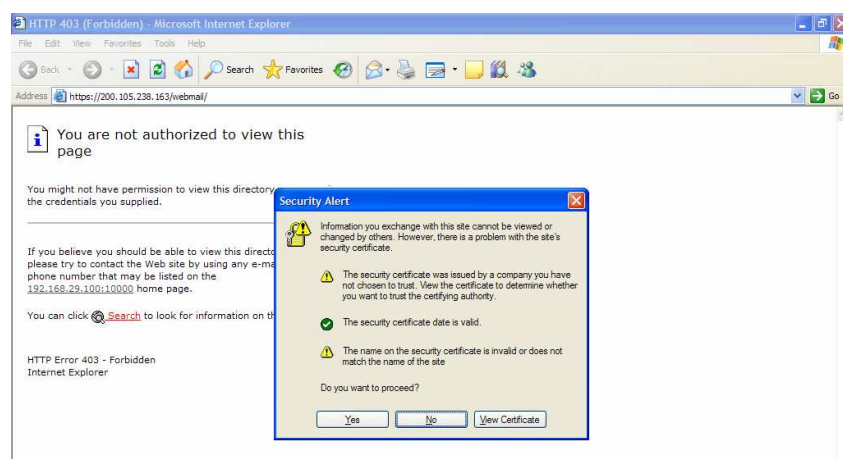 HTTP 403 (Forbidden) - Microsoft Internet Explorer
File Edit View Favorites Tools Help
Back Search Favorites
Address https://200.105.238.163/webmail/ Go
You are not authorized to view this
page
You might not have permission to view this directory
the credentials you supplied.
If you believe you should be able to view this
please try to contact the Web site by using any
phone number that may be listed on the
192.168.29.100:10000 home page.
You can click Search to look for information on
HTTP Error 403 - Forbidden
Internet Explorer
Security Alert
Information you exchange with this site cannot be viewed or
changed by others. However, there is a problem with the site's
security certificate.
The security certificate was issued by a company you have
not chosen to trust. View the certificate to determine whether
you want to trust the certifying authority.
The security certificate date is valid.
The name on the security certificate is invalid or does not
match the name of the site
Do you want to proceed?
Yes No View Certificate